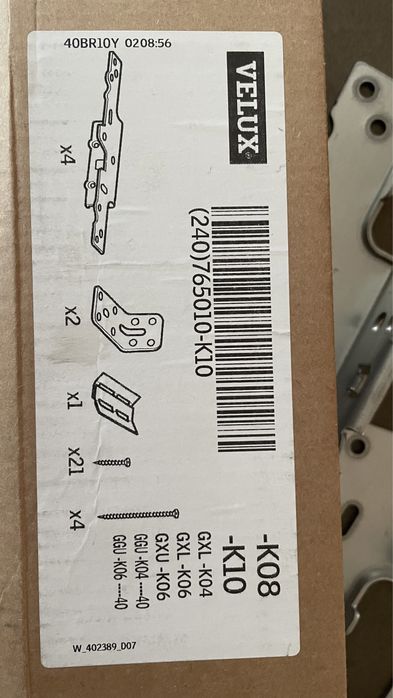 40BR10Y 0208:56
VELUX
(240)765010-K10
x4
x2
x1
x21
x4
-K08
-K10
GXL -K04
GXL -K06
GXU -K06
GGU -K04 ---40
GGU -K06 ---40
W_402389_D07